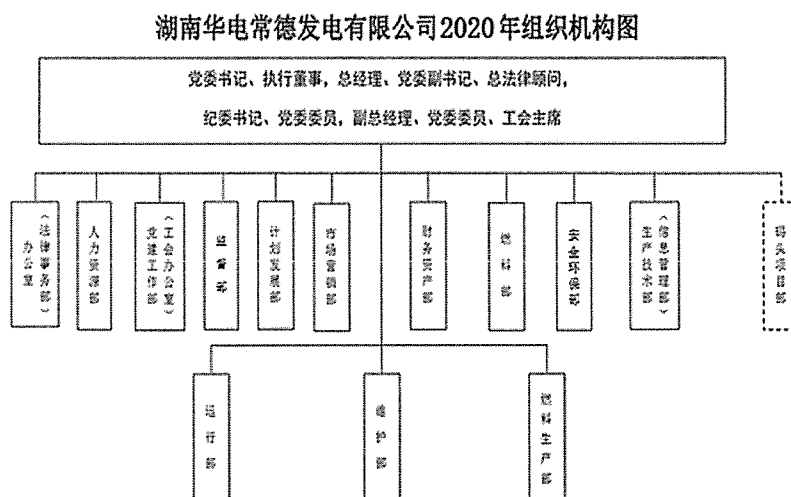 湖南华电常德发电有限公司2020年组织机构图
党委书记、执行董事，总经理、党委副书记、总法律顾问，
纪委书记、党委委员，副总经理、党委委员、工会主席
办公室
（法律事务部）
人力资源部
党建工作部
（工会办公室）
监督部
计划发展部
市场营销部
财务资产部
燃料部
安全环保部
生产技术部
（信息管理部）
码头项目部
运行部
维护部
燃料生产部